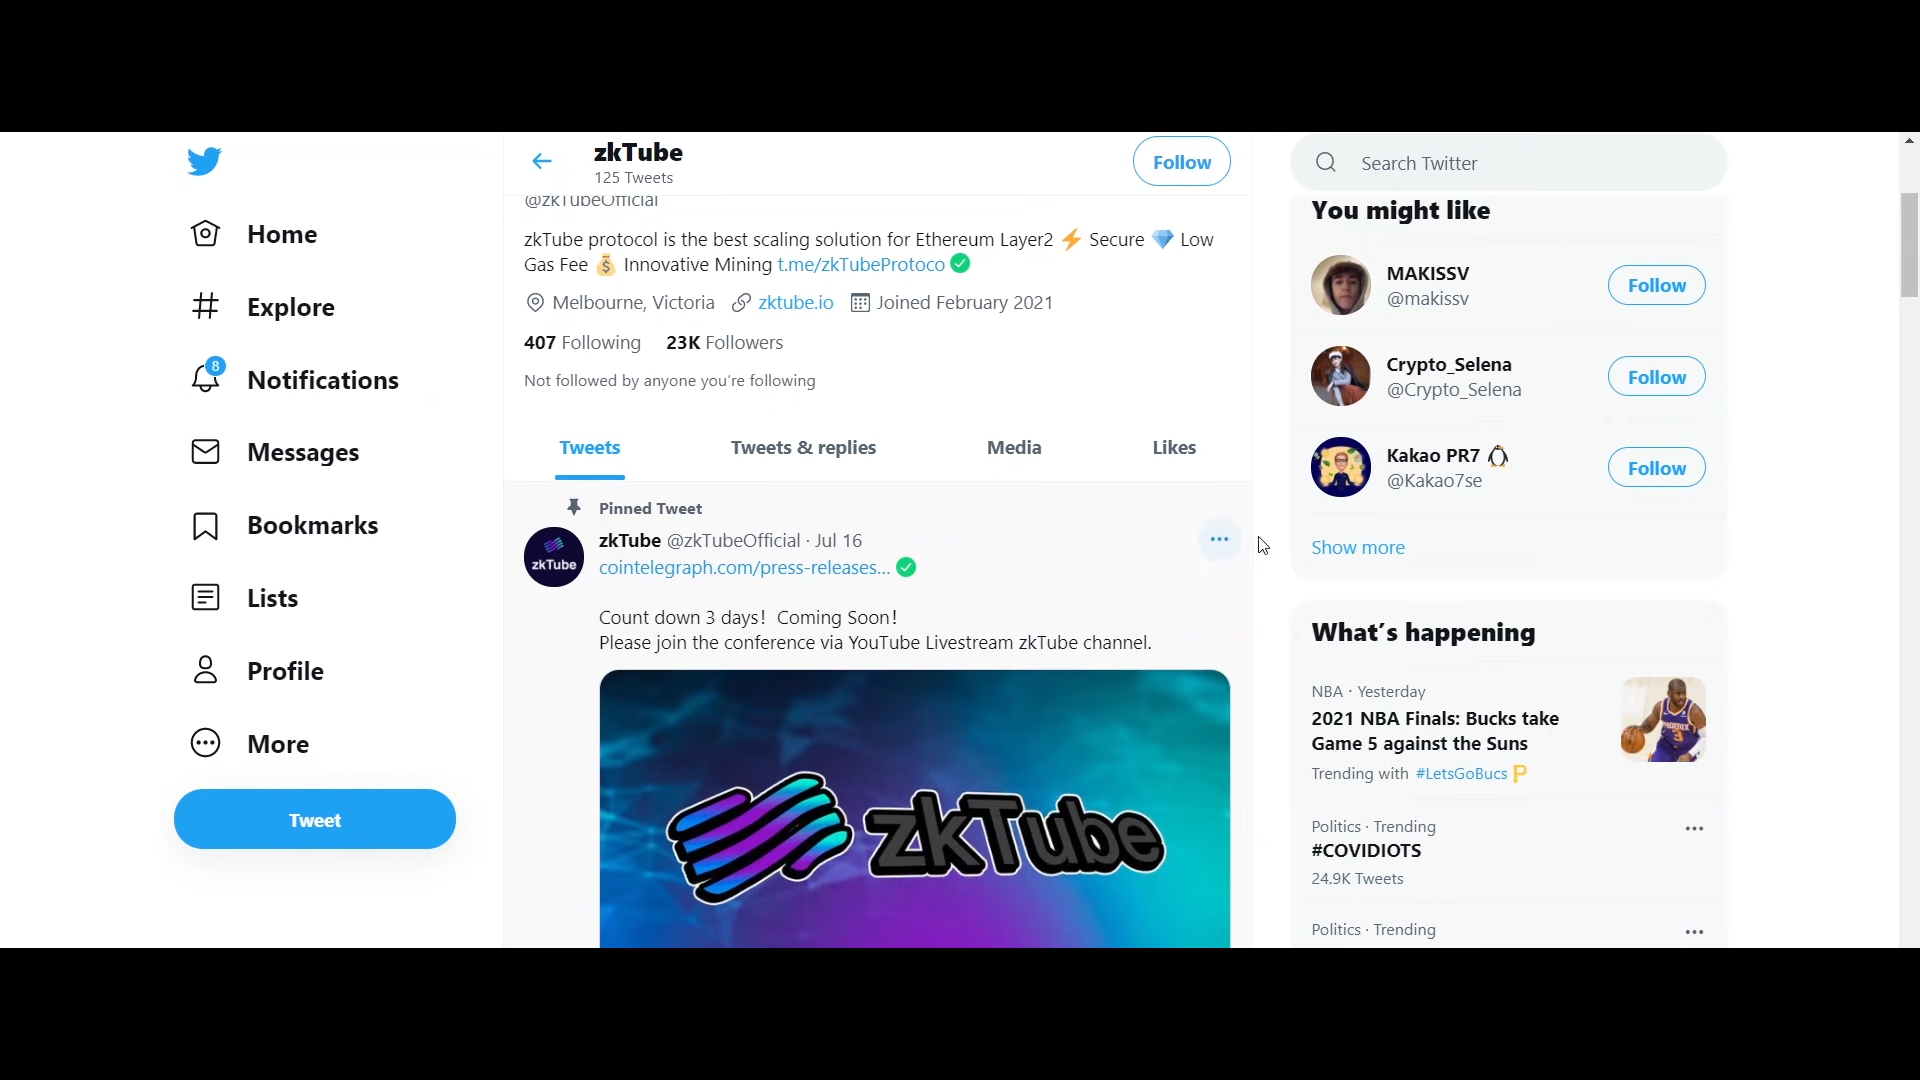 Home
Explore
8
Notifications
Messages
Bookmarks
Lists
Profile
More
Tweet
zkTube
125 Tweets
Follow
@zkTubeOfficial
zkTube protocol is the best scaling solution for Ethereum Layer2 ⚡ Secure 💎 Low
Gas Fee 💰 Innovative Mining t.me/zkTubeProtoco
Melbourne, Victoria zktube.io Joined February 2021
407 Following 23K Followers
Not followed by anyone you're following
Tweets Tweets & replies Media Likes
Pinned Tweet
zkTube @zkTubeOfficial · Jul 16
zkTube
cointelegraph.com/press-releases...
Count down 3 days! Coming Soon!
Please join the conference via YouTube Livestream zkTube channel.
zkTube
Search Twitter
You might like
MAKISSV
@makissv
Follow
Crypto_Selena
@Crypto_Selena
Follow
Kakao PR7 🐧
@Kakao7se
Follow
Show more
What's happening
NBA · Yesterday
2021 NBA Finals: Bucks take
Game 5 against the Suns
Trending with #LetsGoBucs
Politics · Trending
#COVIDIOTS
24.9K Tweets
Politics · Trending